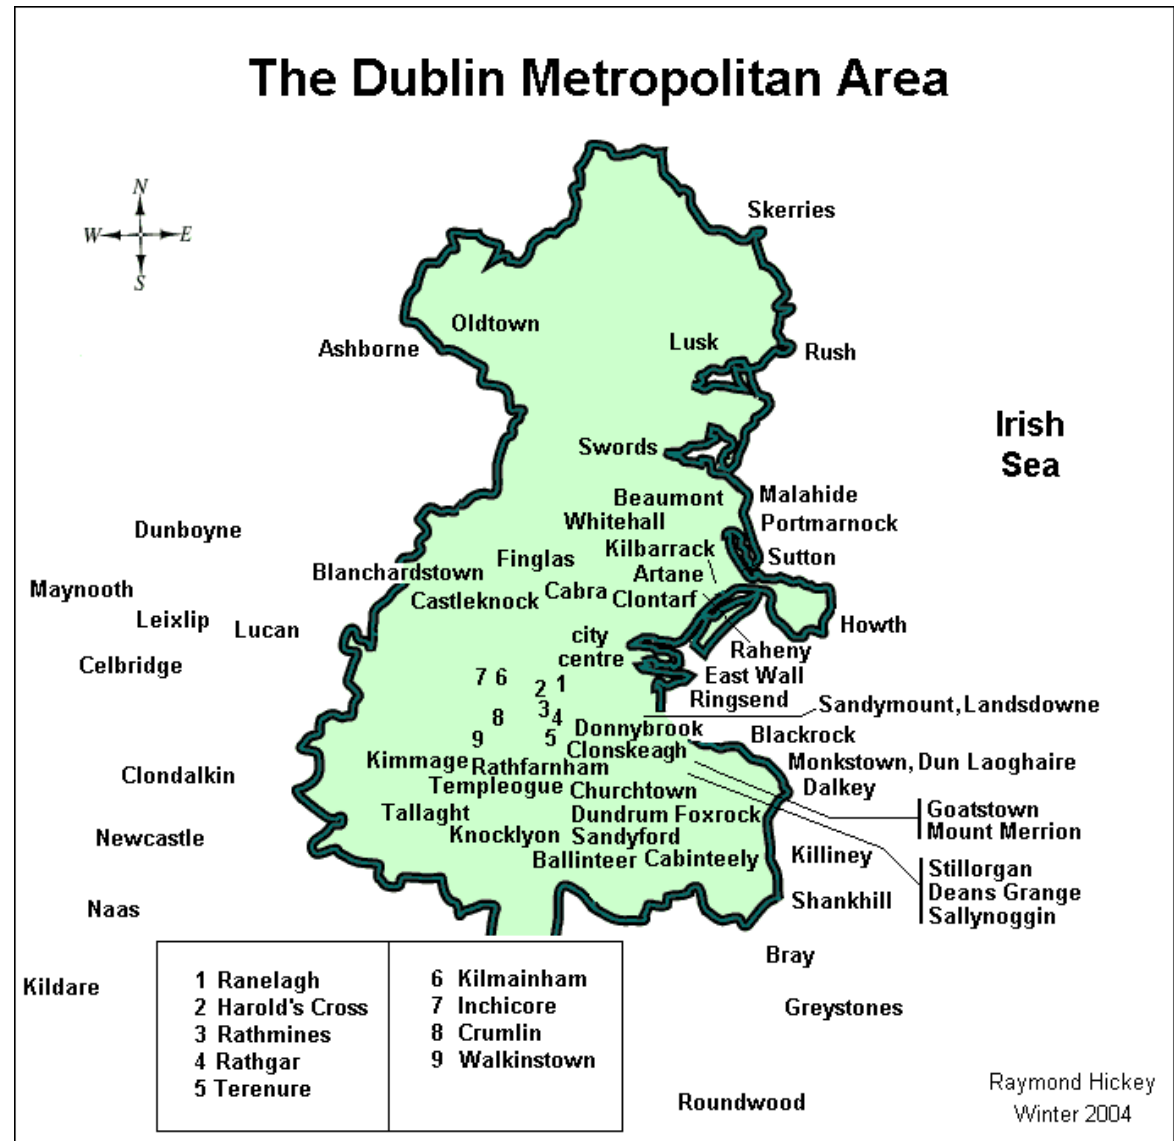 The Dublin Metropolitan Area
N
W E
S
Skerries
Oldtown
Ashborne
Lusk
Rush
Irish
Sea
Swords
Beaumont
Malahide
Whitehall
Portmarnock
Dunboyne
Kilbarrack
Sutton
Finglas
Blanchardstown
Artane
Maynooth
Castleknock
Cabra
Clontarf
Leixlip
Lucan
Howth
city
centre
Raheny
Celbridge
East Wall
7 6
2 1
Ringsend
Sandymount, Landsdowne
3
8
4
Donnybrook
Blackrock
9
5
Clonskeagh
Kimmage
Rathfarnham
Monkstown, Dun Laoghaire
Clondalkin
Templeogue
Churchtown
Dalkey
Tallaght
Dundrum Foxrock
Goatstown
Mount Merrion
Newcastle
Knocklyon
Sandyford
Ballinteer
Cabinteely
Killiney
Stillorgan
Deans Grange
Sallynoggin
Shankhill
Naas
Bray
Kildare
Greystones
1 Ranelagh
2 Harold's Cross
3 Rathmines
4 Rathgar
5 Terenure
6 Kilmainham
7 Inchicore
8 Crumlin
9 Walkinstown
Roundwood
Raymond Hickey
Winter 2004